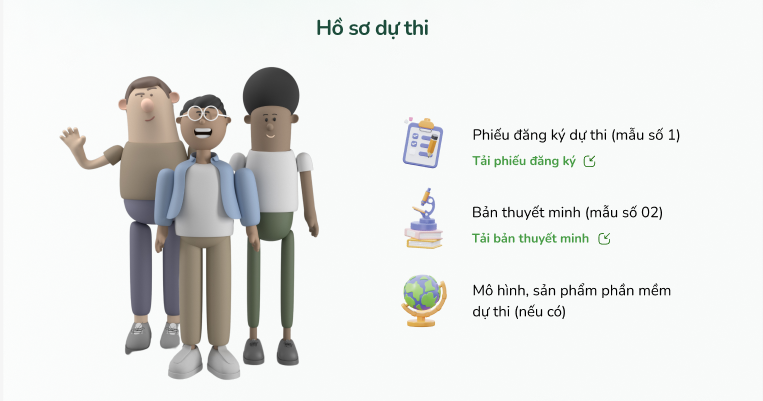 Hồ sơ dự thi
Phiếu đăng ký dự thi (mẫu số 1)
Tải phiếu đăng ký
Bản thuyết minh (mẫu số 02)
Tải bản thuyết minh
Mô hình, sản phẩm phần mềm
dự thi (nếu có)